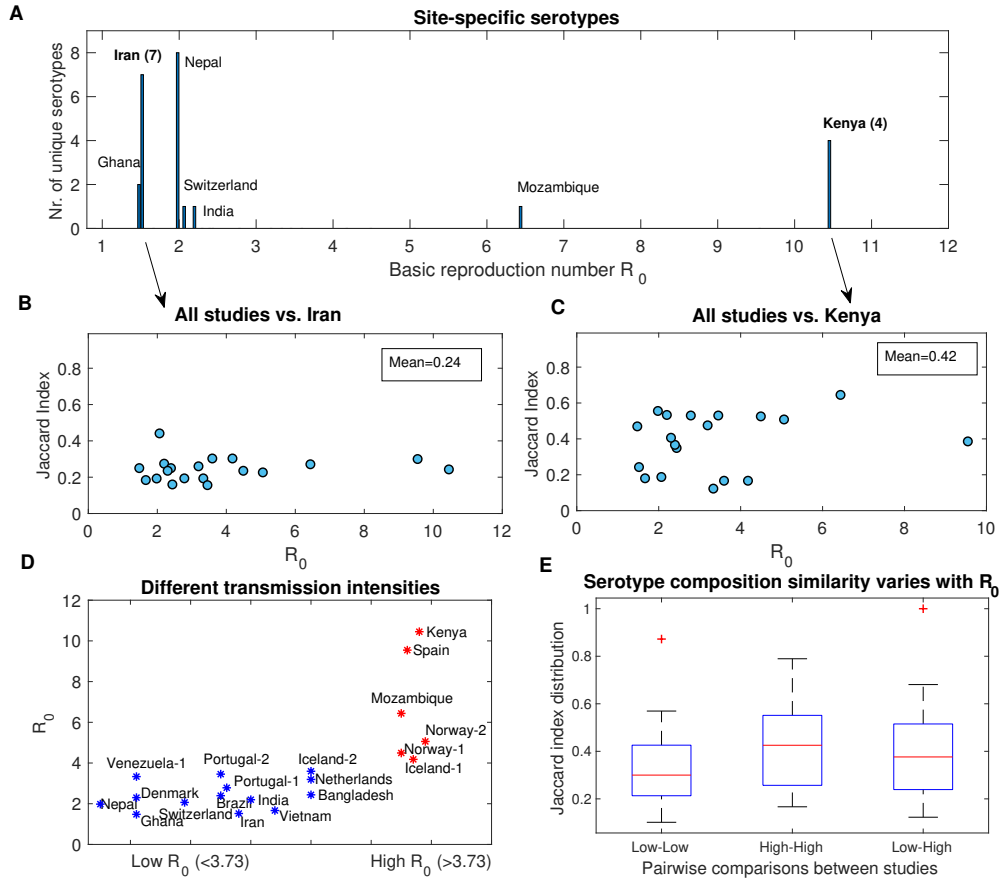 A
Site-specific serotypes
Nr. of unique serotypes
8
6
4
2
0
Iran (7)
Nepal
Ghana
Switzerland
India
Mozambique
Kenya (4)
1 2 3 4 5 6 7 8 9 10 11 12
Basic reproduction number R0
B
All studies vs. Iran
Mean=0.24
Jaccard Index
0.8
0.6
0.4
0.2
0
0 2 4 6 8 10 12
R0
C
All studies vs. Kenya
Mean=0.42
Jaccard Index
0.8
0.6
0.4
0.2
0
0 2 4 6 8 10
R0
D
Different transmission intensities
R0
12
10
8
6
4
2
0
Kenya
Spain
Mozambique
Norway-2
Norway-1
Iceland-1
Venezuela-1
Portugal-2
Iceland-2
Portugal-1
Netherlands
Denmark
Brazil
India
Bangladesh
Nepal
Switzerland
Ghana
Iran
Vietnam
Low R0 (<3.73)
High R0 (>3.73)
E
Serotype composition similarity varies with R0
Jaccard index distribution
1
0.8
0.6
0.4
0.2
Low-Low High-High Low-High
Pairwise comparisons between studies